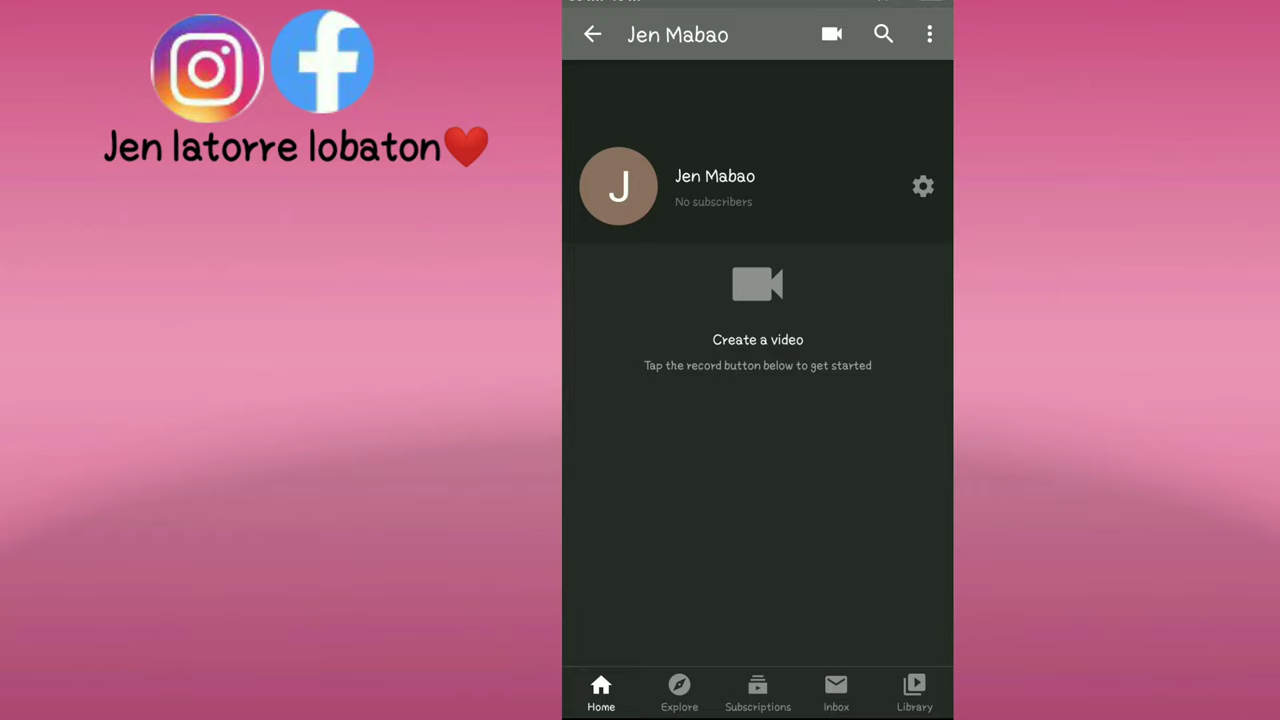 Jen latorre lobaton❤️
Jen Mabao
J
Jen Mabao
No subscribers
Create a video
Tap the record button below to get started
Home
Explore
Subscriptions
Inbox
Library